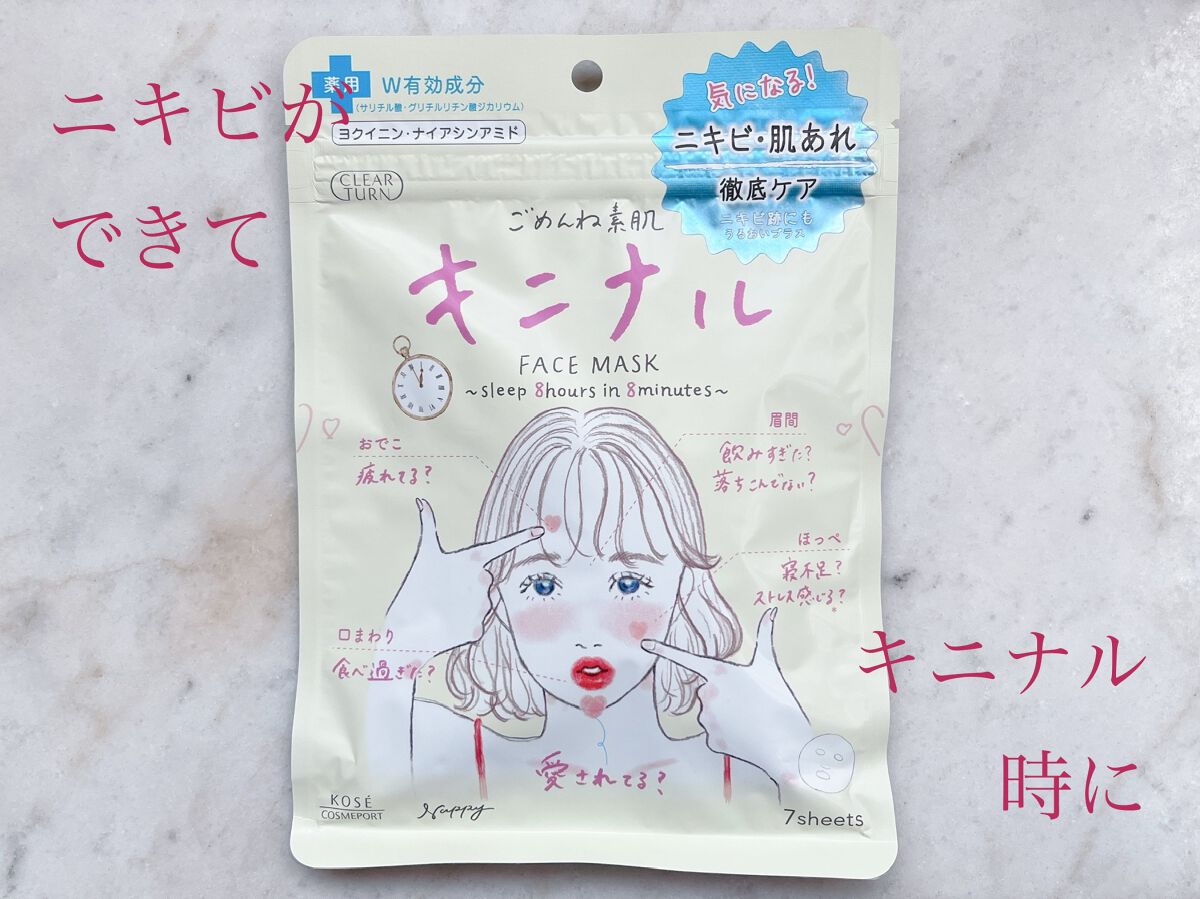 ニキビが
できて
薬用
W有効成分
(サリチル酸・グリチルリチン酸ジカリウム)
ヨクイニン・ナイアシンアミド
CLEAR
TURN
気になる!
ニキビ・肌あれ
徹底ケア
ニキビ跡にも
うるおいプラス
ごめんね素肌
キニナル
FACE MASK
~sleep 8hours in 8minutes~
おでこ
疲れてる?
眉間
飲みすぎた?
落ちこんでない?
ほっぺ
寝不足?
ストレス感じる?
*
口まわり
食べ過ぎた?
愛されてる?
KOSÉ
COSMEPORT
Nuppy
7sheets
キニナル
時に